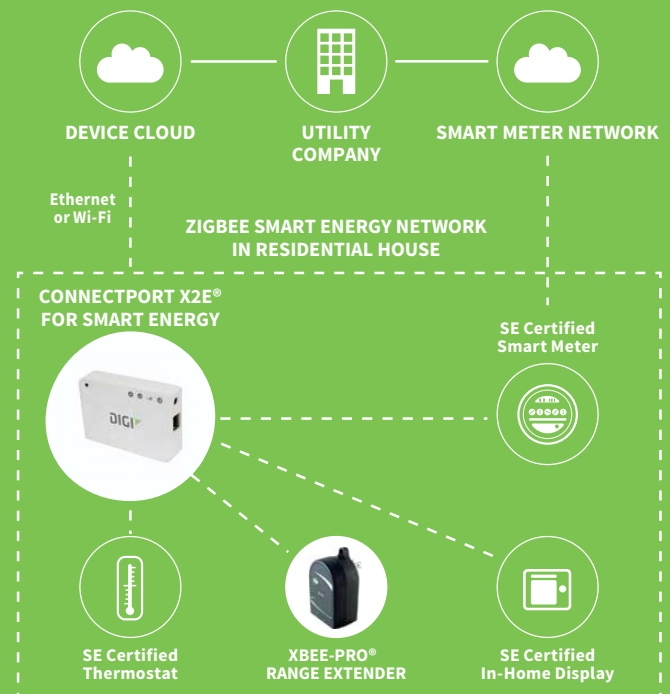 DEVICE CLOUD
UTILITY
COMPANY
SMART METER NETWORK
Ethernet
or Wi-Fi
ZIGBEE SMART ENERGY NETWORK
IN RESIDENTIAL HOUSE
CONNECTPORT X2E®
FOR SMART ENERGY
DIGI
SE Certified
Smart Meter
SE Certified
Thermostat
XBEE-PRO®
RANGE EXTENDER
SE Certified
In-Home Display